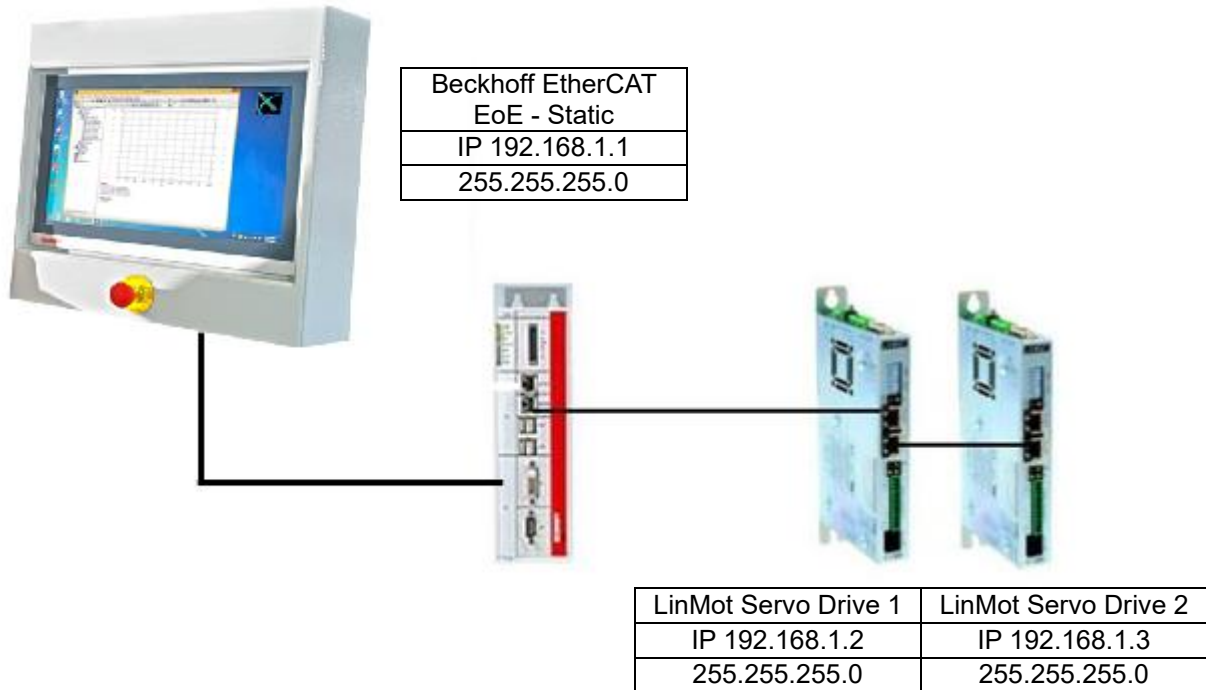 Beckhoff EtherCAT
EoE - Static
IP 192.168.1.1
255.255.255.0
LinMot Servo Drive 1 LinMot Servo Drive 2
IP 192.168.1.2 IP 192.168.1.3
255.255.255.0 255.255.255.0